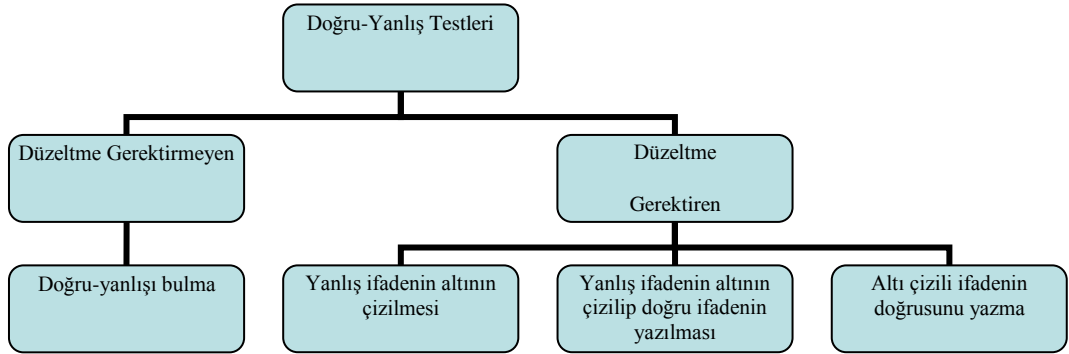 Doğru-Yanlış Testleri
Düzeltme Gerektirmeyen
Düzeltme
Gerektiren
Doğru-yanlışı bulma
Yanlış ifadenin altının
çizilmesi
Yanlış ifadenin altının
çizilip doğru ifadenin
yazılması
Altı çizili ifadenin
doğrusunu yazma